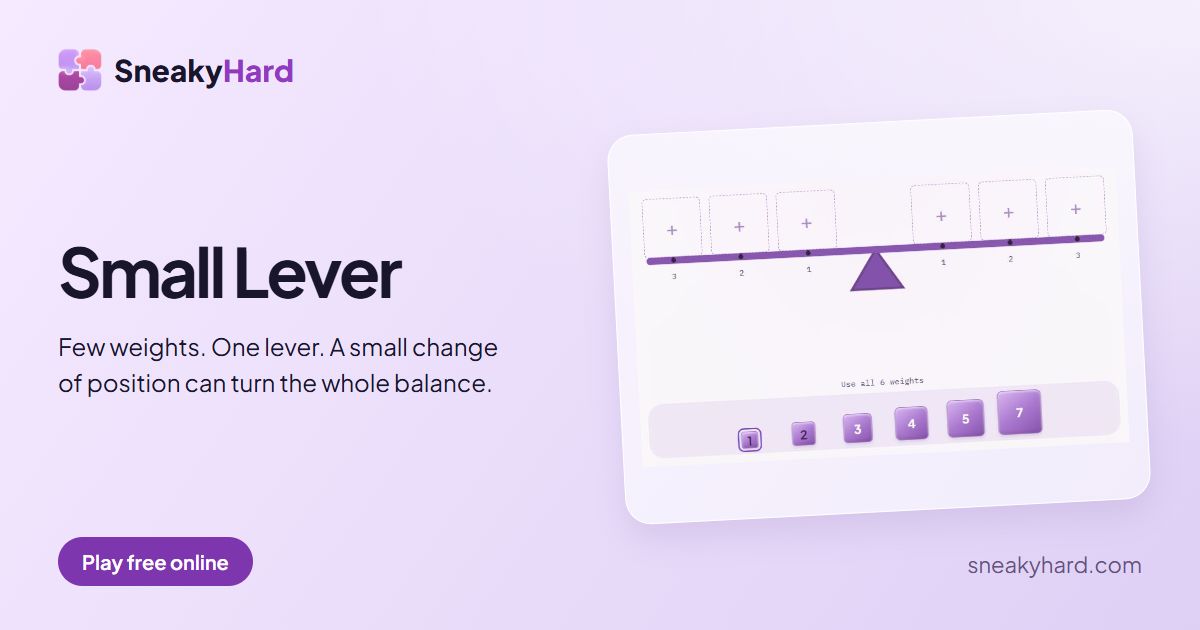 SneakyHard
Small Lever
Few weights. One lever. A small change
of position can turn the whole balance.
Play free online
+ + + + + +
3 2 1 1 2 3
Use all 6 weights
1 2 3 4 5 7
sneakyhard.com